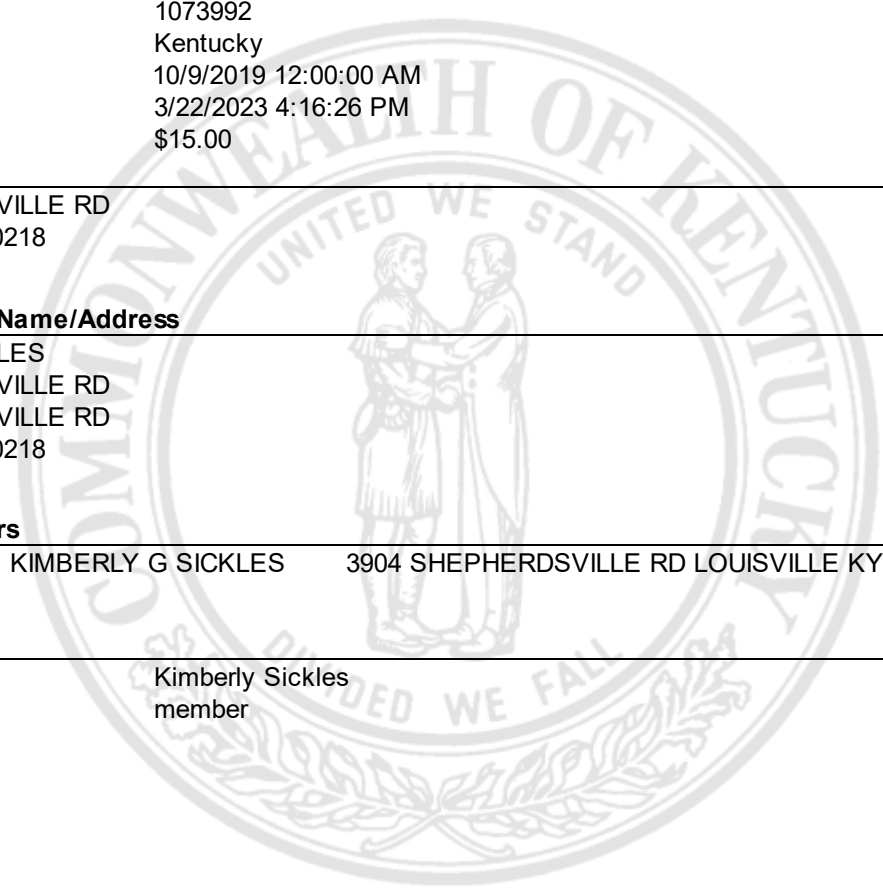 1073992
Kentucky
10/9/2019 12:00:00 AM
3/22/2023 4:16:26 PM
$15.00
VILLE RD
0218
Name/Address
LES
VILLE RD
VILLE RD
0218
rs
KIMBERLY G SICKLES 3904 SHEPHERDSVILLE RD LOUISVILLE KY
Kimberly Sickles
member
COMMONWEALTH OF KENTUCKY
UNITED WE STAND
DIVIDED WE FALL